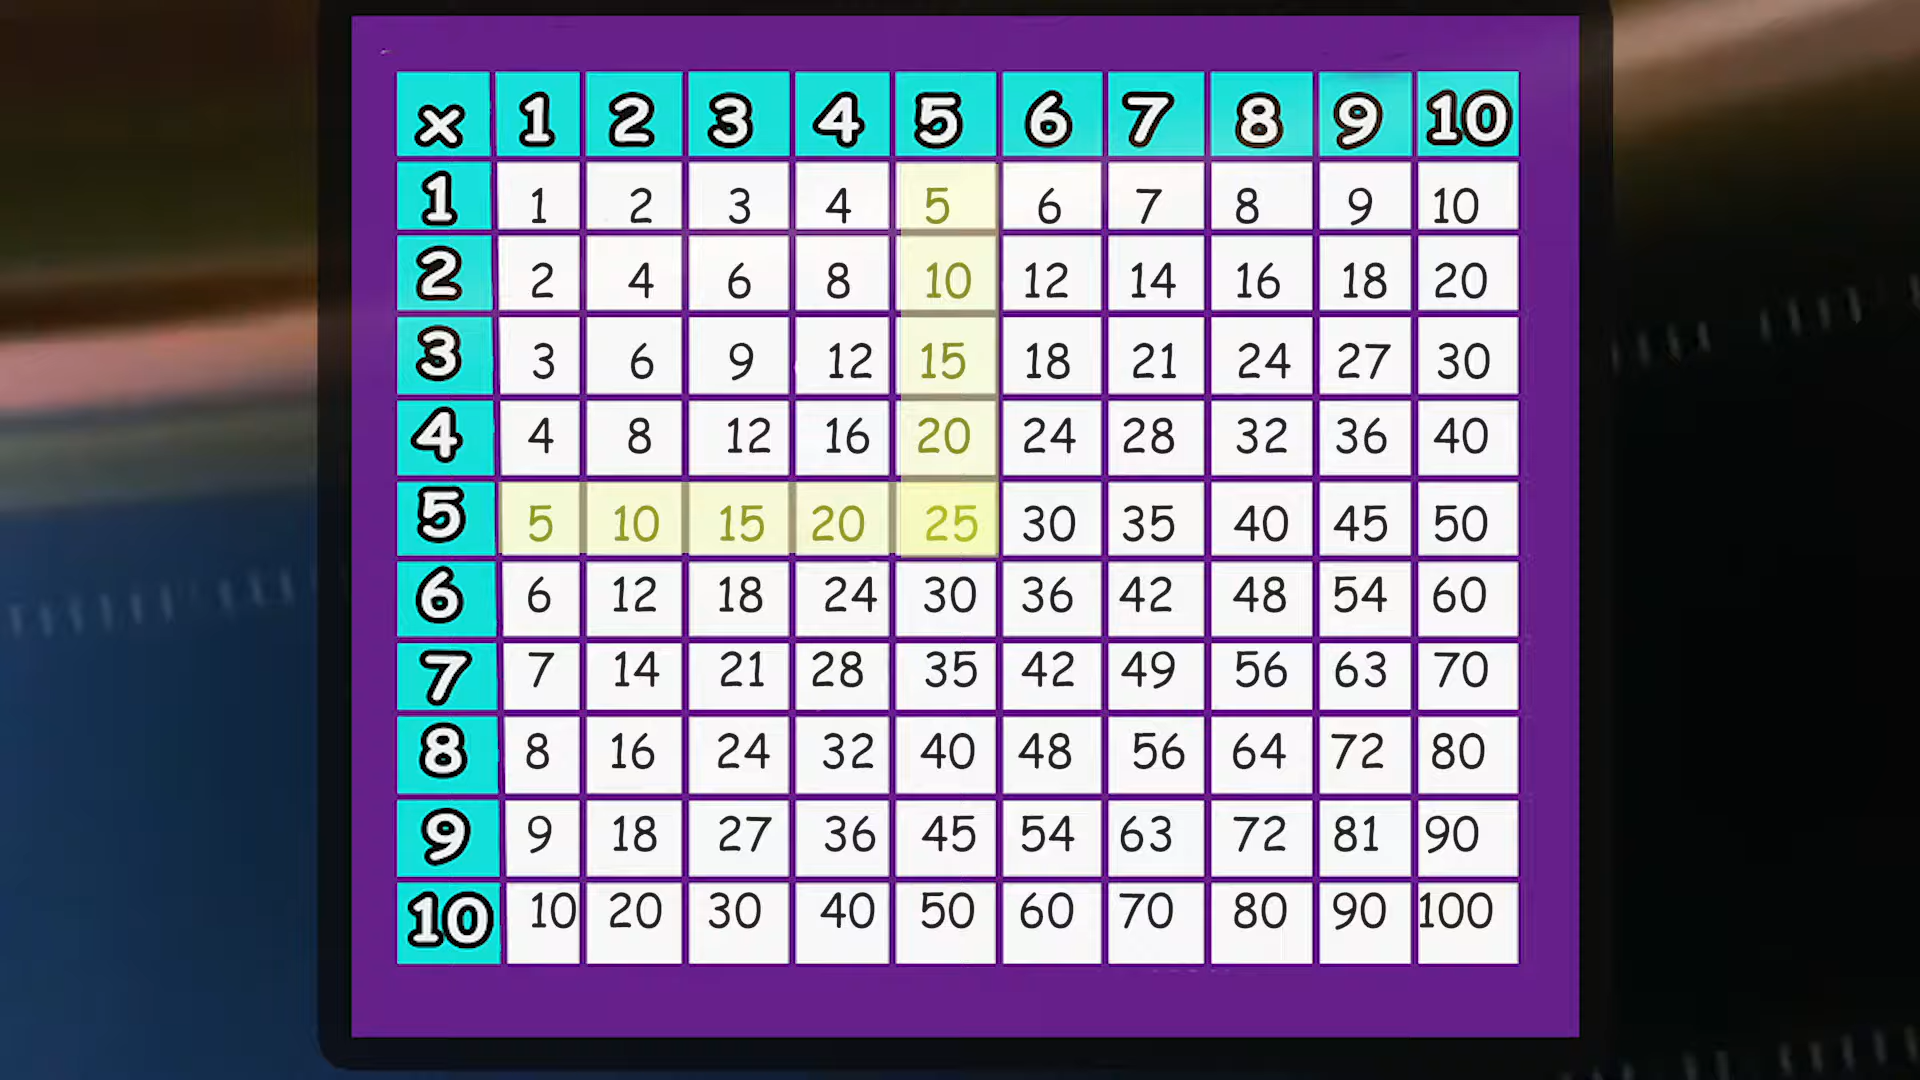 x 1 2 3 4 5 6 7 8 9 10
1 1 2 3 4 5 6 7 8 9 10
2 2 4 6 8 10 12 14 16 18 20
3 3 6 9 12 15 18 21 24 27 30
4 4 8 12 16 20 24 28 32 36 40
5 5 10 15 20 25 30 35 40 45 50
6 6 12 18 24 30 36 42 48 54 60
7 7 14 21 28 35 42 49 56 63 70
8 8 16 24 32 40 48 56 64 72 80
9 9 18 27 36 45 54 63 72 81 90
10 10 20 30 40 50 60 70 80 90 100